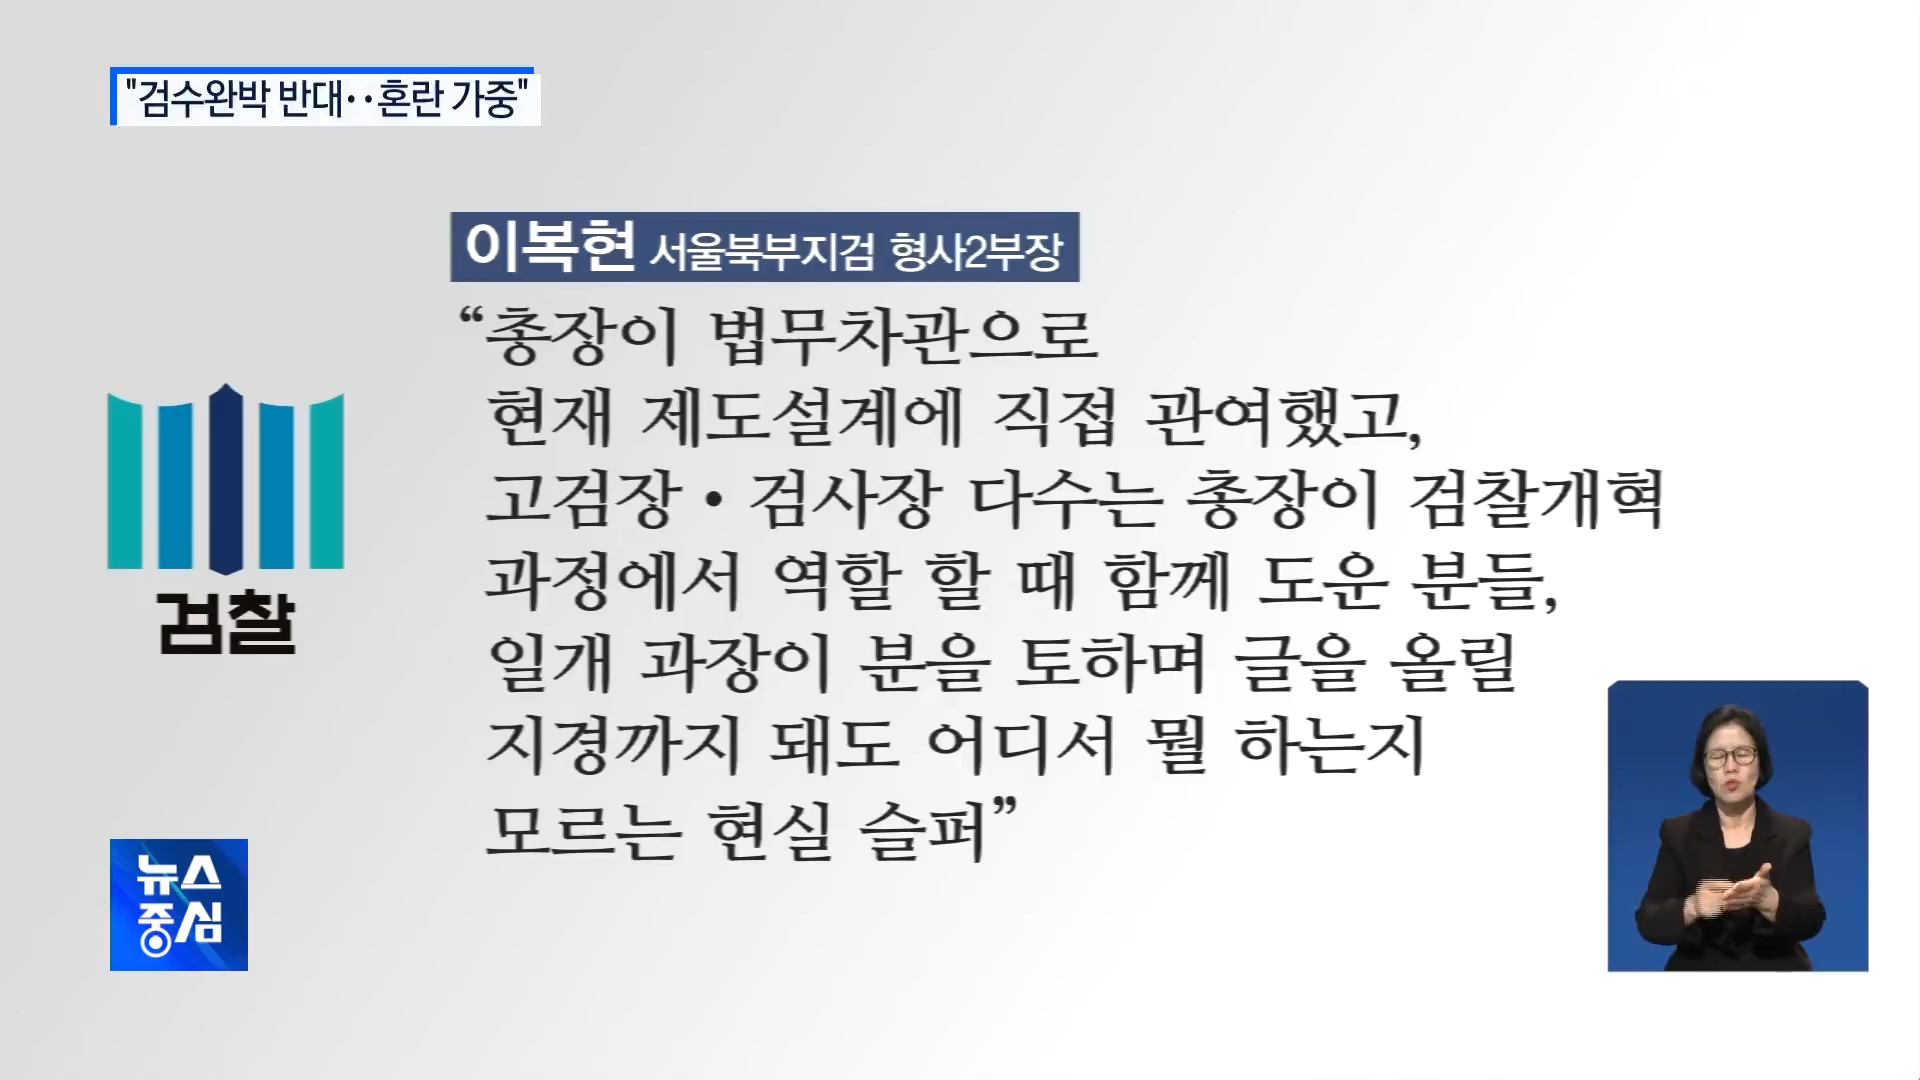 "검수완박 반대‥혼란 가중"
이복현 서울북부지검 형사2부장
“총장이 법무차관으로
현재 제도설계에 직접 관여했고,
고검장·검사장 다수는 총장이 검찰개혁
과정에서 역할 할 때 함께 도운 분들,
일개 과장이 분을 토하며 글을 올릴
지경까지 돼도 어디서 뭘 하는지
모르는 현실 슬퍼”
검찰
뉴스
중심